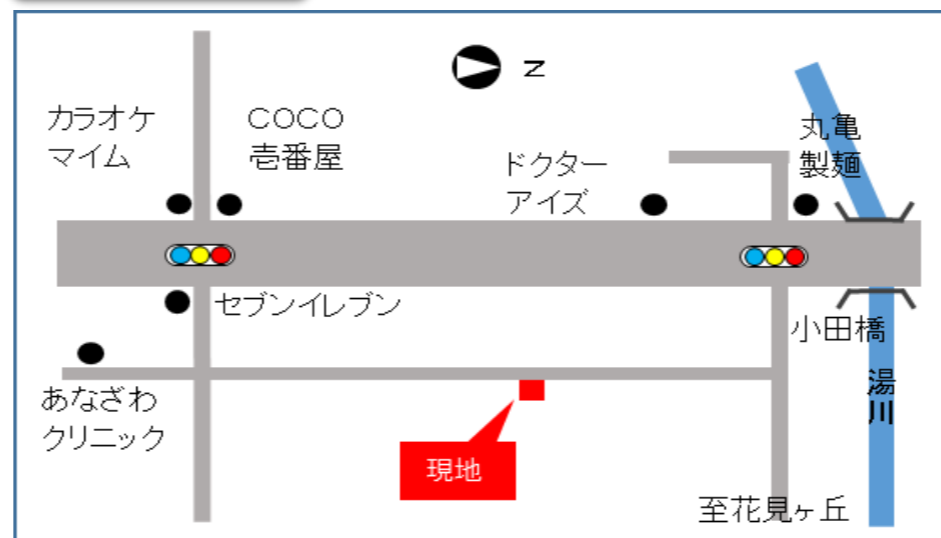 カラオケ
マイム
COCO
壱番屋
N
ドクター
アイズ
丸亀
製麺
セブンイレブン
小田橋
湯川
あなざわ
クリニック
現地
至花見ヶ丘